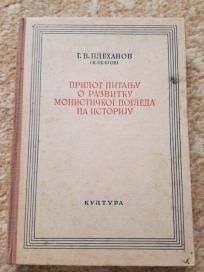 Г. В. ПЛЕХАНОВ
(Н. БЕЛТОВ)
ПРИЛОГ ПИТАЊУ
О РАЗВИТКУ
МОНИСТИЧКОГ ПОГЛЕДА
НА ИСТОРИЈУ
КУЛТУРА